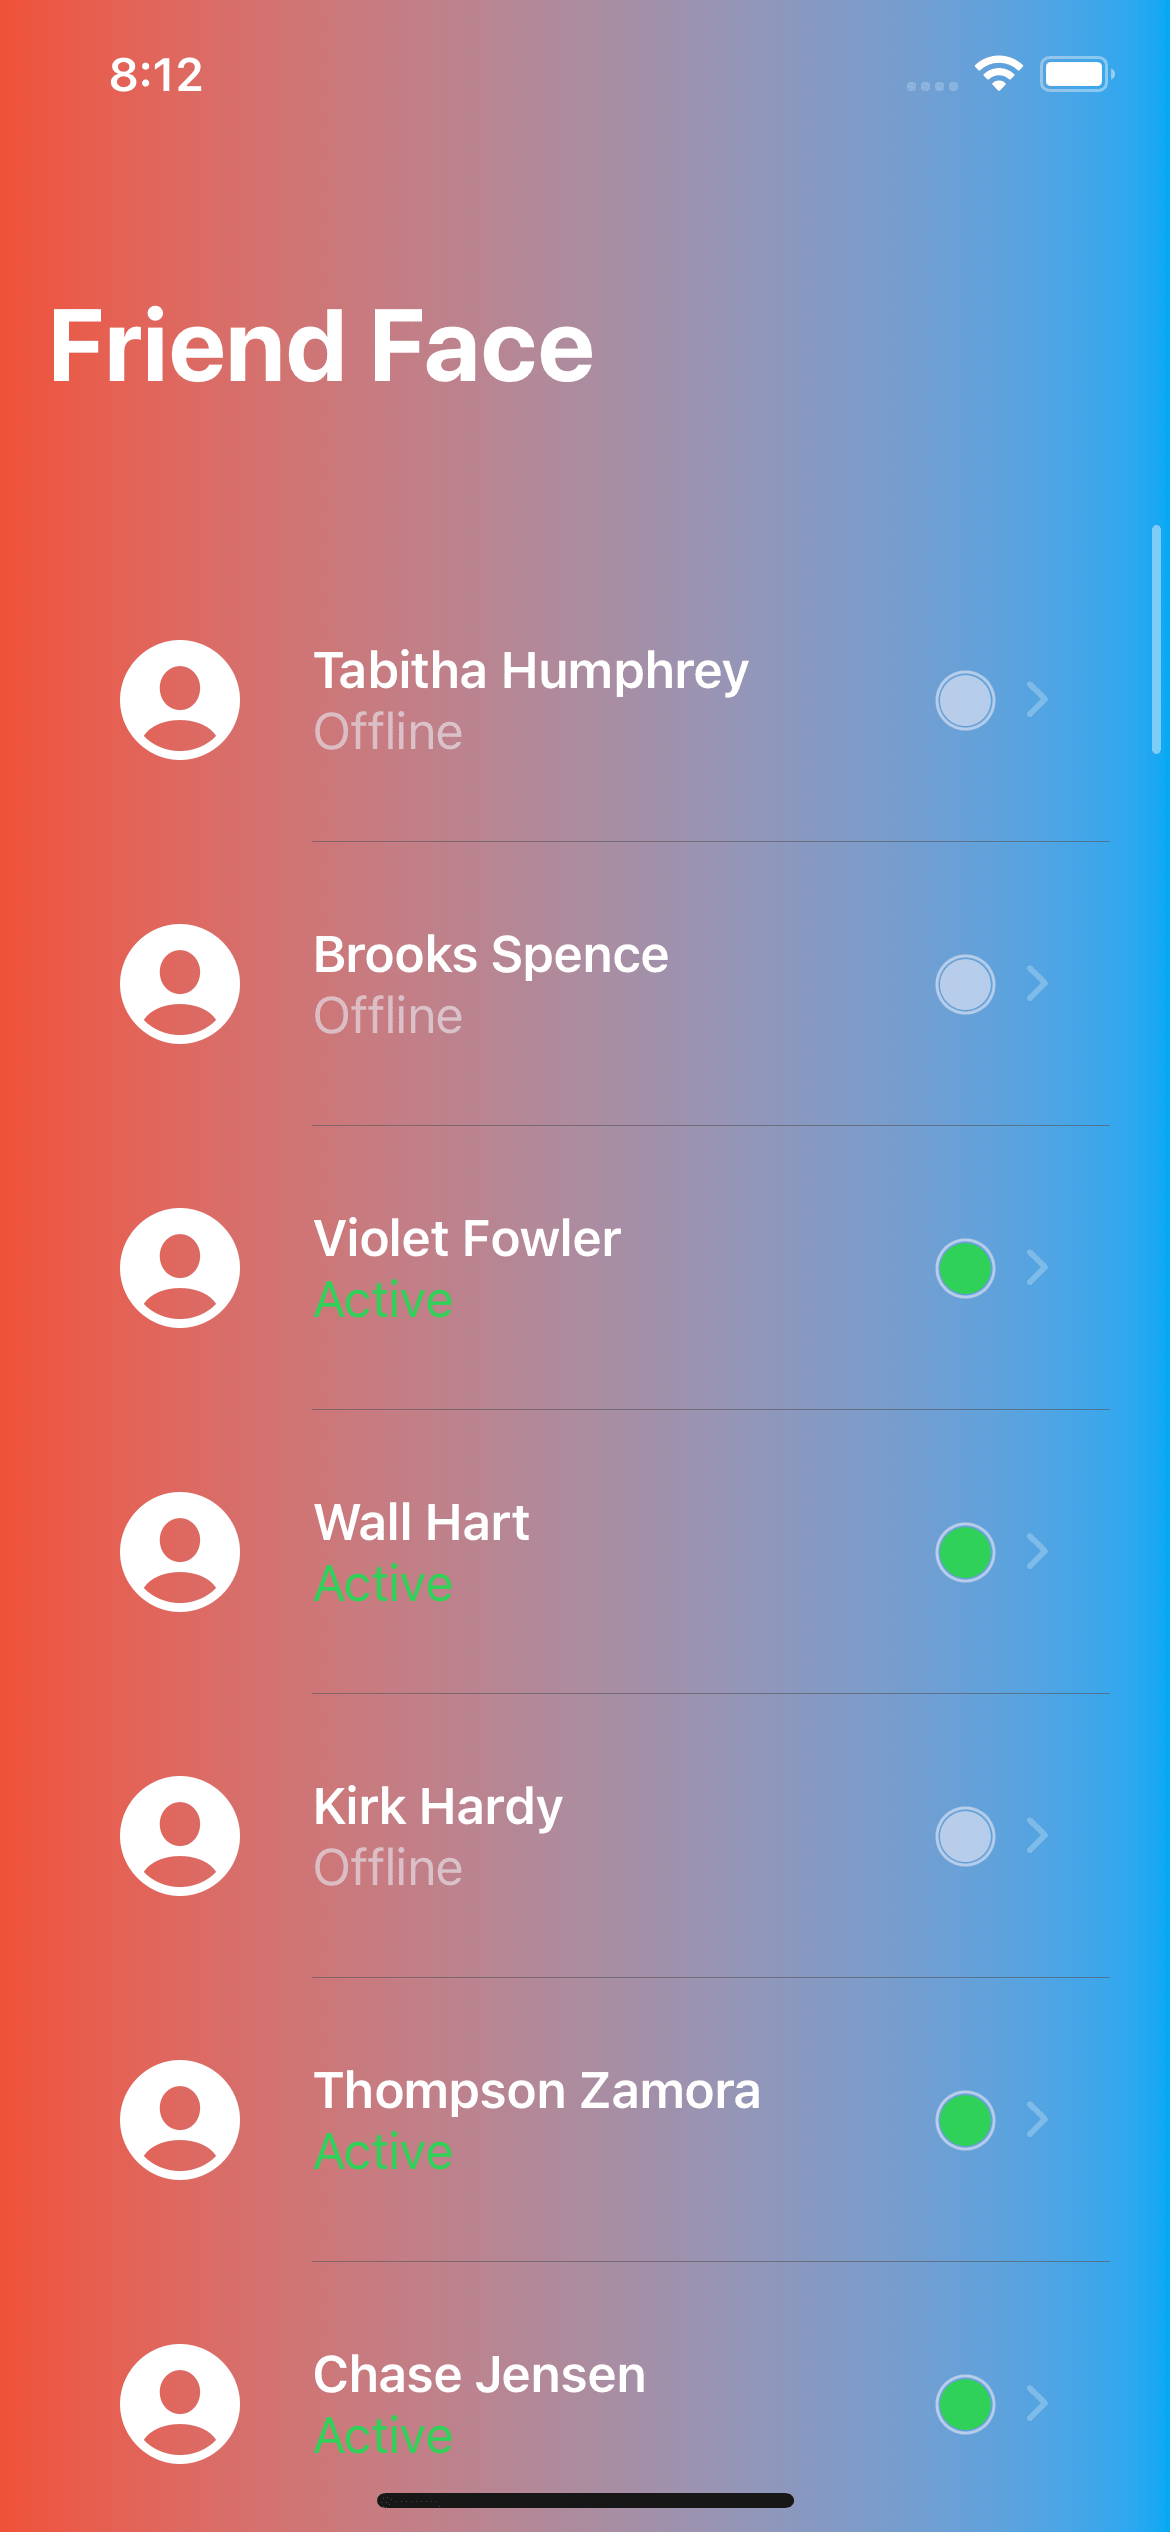 8:12
Friend Face
Tabitha Humphrey
Offline
Brooks Spence
Offline
Violet Fowler
Active
Wall Hart
Active
Kirk Hardy
Offline
Thompson Zamora
Active
Chase Jensen
Active